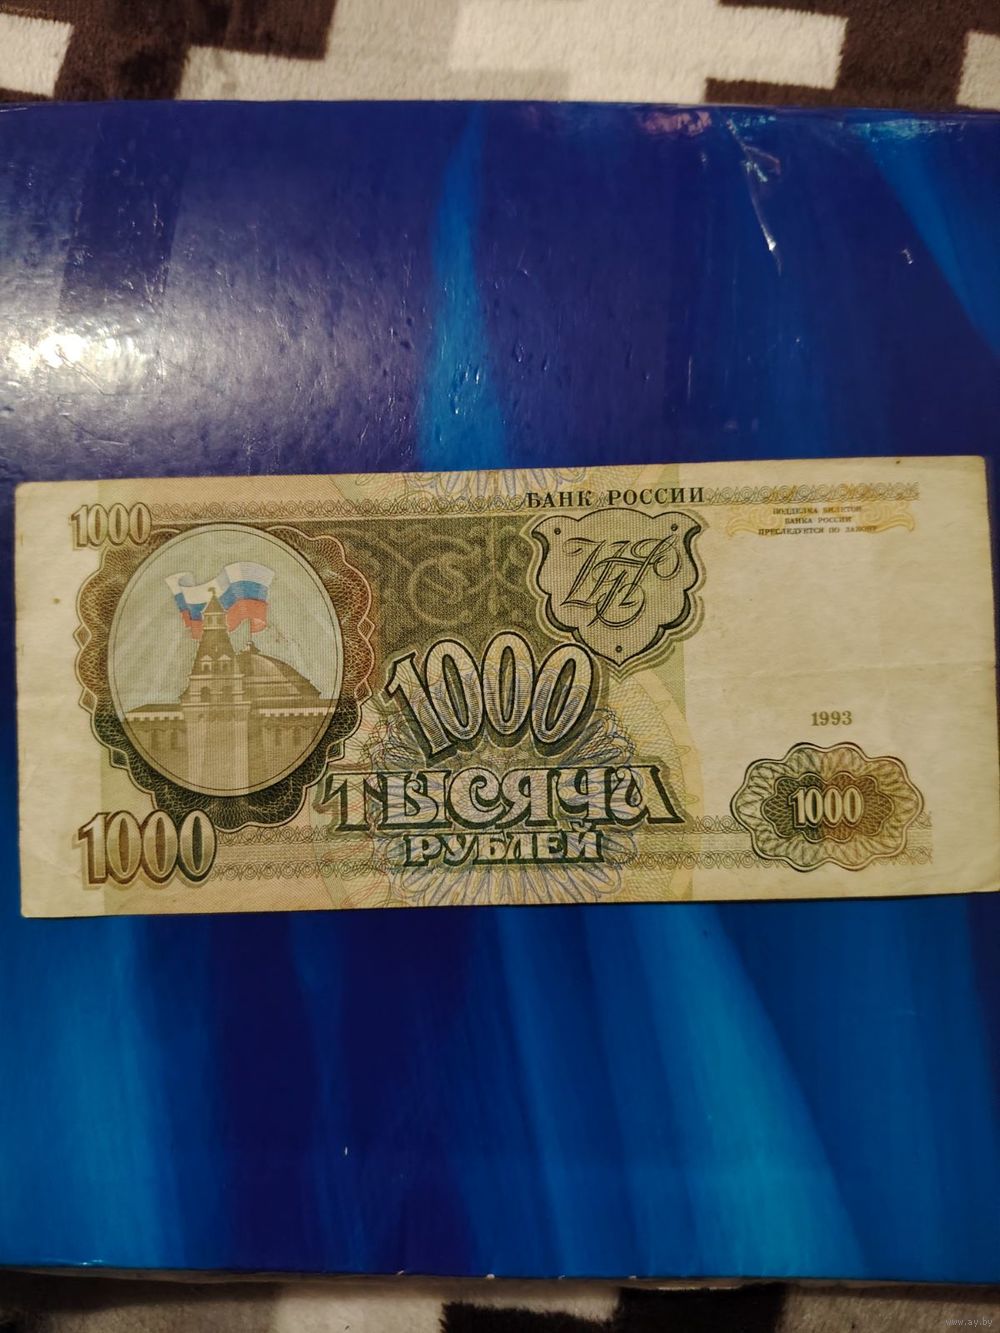 1000
БАНК РОССИИ
ПОДДЕЛКА БИЛЕТОВ
БАНКА РОССИИ
ПРЕСЛЕДУЕТСЯ ПО ЗАКОНУ
1000
1993
ТЫСЯЧА
1000
РУБЛЕЙ
1000
www.ay.by